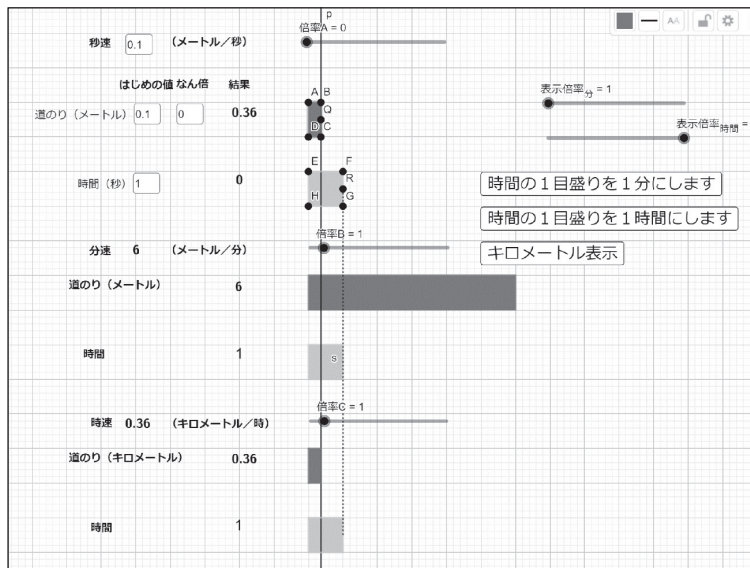 p
倍率A = 0
AA
秒速 0.1 (メートル／秒)
はじめの値 なん倍 結果
表示倍率分 = 1
A B
道のり（メートル） 0.1 0 0.36
Q
D C
表示倍率時間 =
E F
時間（秒） 1 0
R
H G
時間の１目盛りを１分にします
時間の１目盛りを１時間にします
分速 6 (メートル／分)
倍率B = 1
キロメートル表示
道のり（メートル） 6
時間 1
s
時速 0.36 (キロメートル／時)
倍率C = 1
道のり（キロメートル） 0.36
時間 1